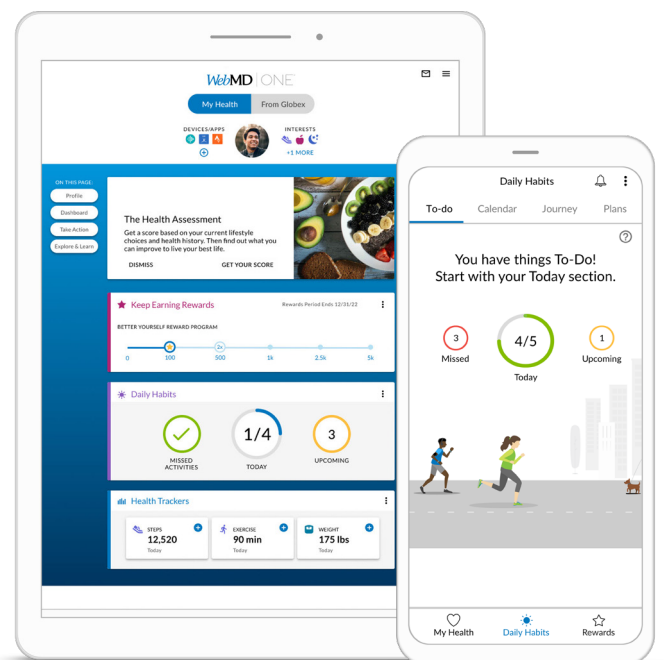 WebMD ONE
My Health
From Globex
DEVICES/APPS
INTERESTS
+1 MORE
ON THIS PAGE:
Profile
Dashboard
Take Action
Explore & Learn
The Health Assessment
Get a score based on your current lifestyle
choices and health history. Then find out what you
can improve to live your best life.
DISMISS
GET YOUR SCORE
Keep Earning Rewards
Rewards Period Ends 12/31/22
BETTER YOURSELF REWARD PROGRAM
2x
0 100 500 1k 2.5k 5k
Daily Habits
1/4
3
MISSED
ACTIVITIES
TODAY
UPCOMING
Health Trackers
STEPS
12,520
Today
EXERCISE
90 min
Today
WEIGHT
175 lbs
Today
Daily Habits
To-do
Calendar
Journey
Plans
?
You have things To-Do!
Start with your Today section.
3
Missed
4/5
Today
1
Upcoming
My Health
Daily Habits
Rewards